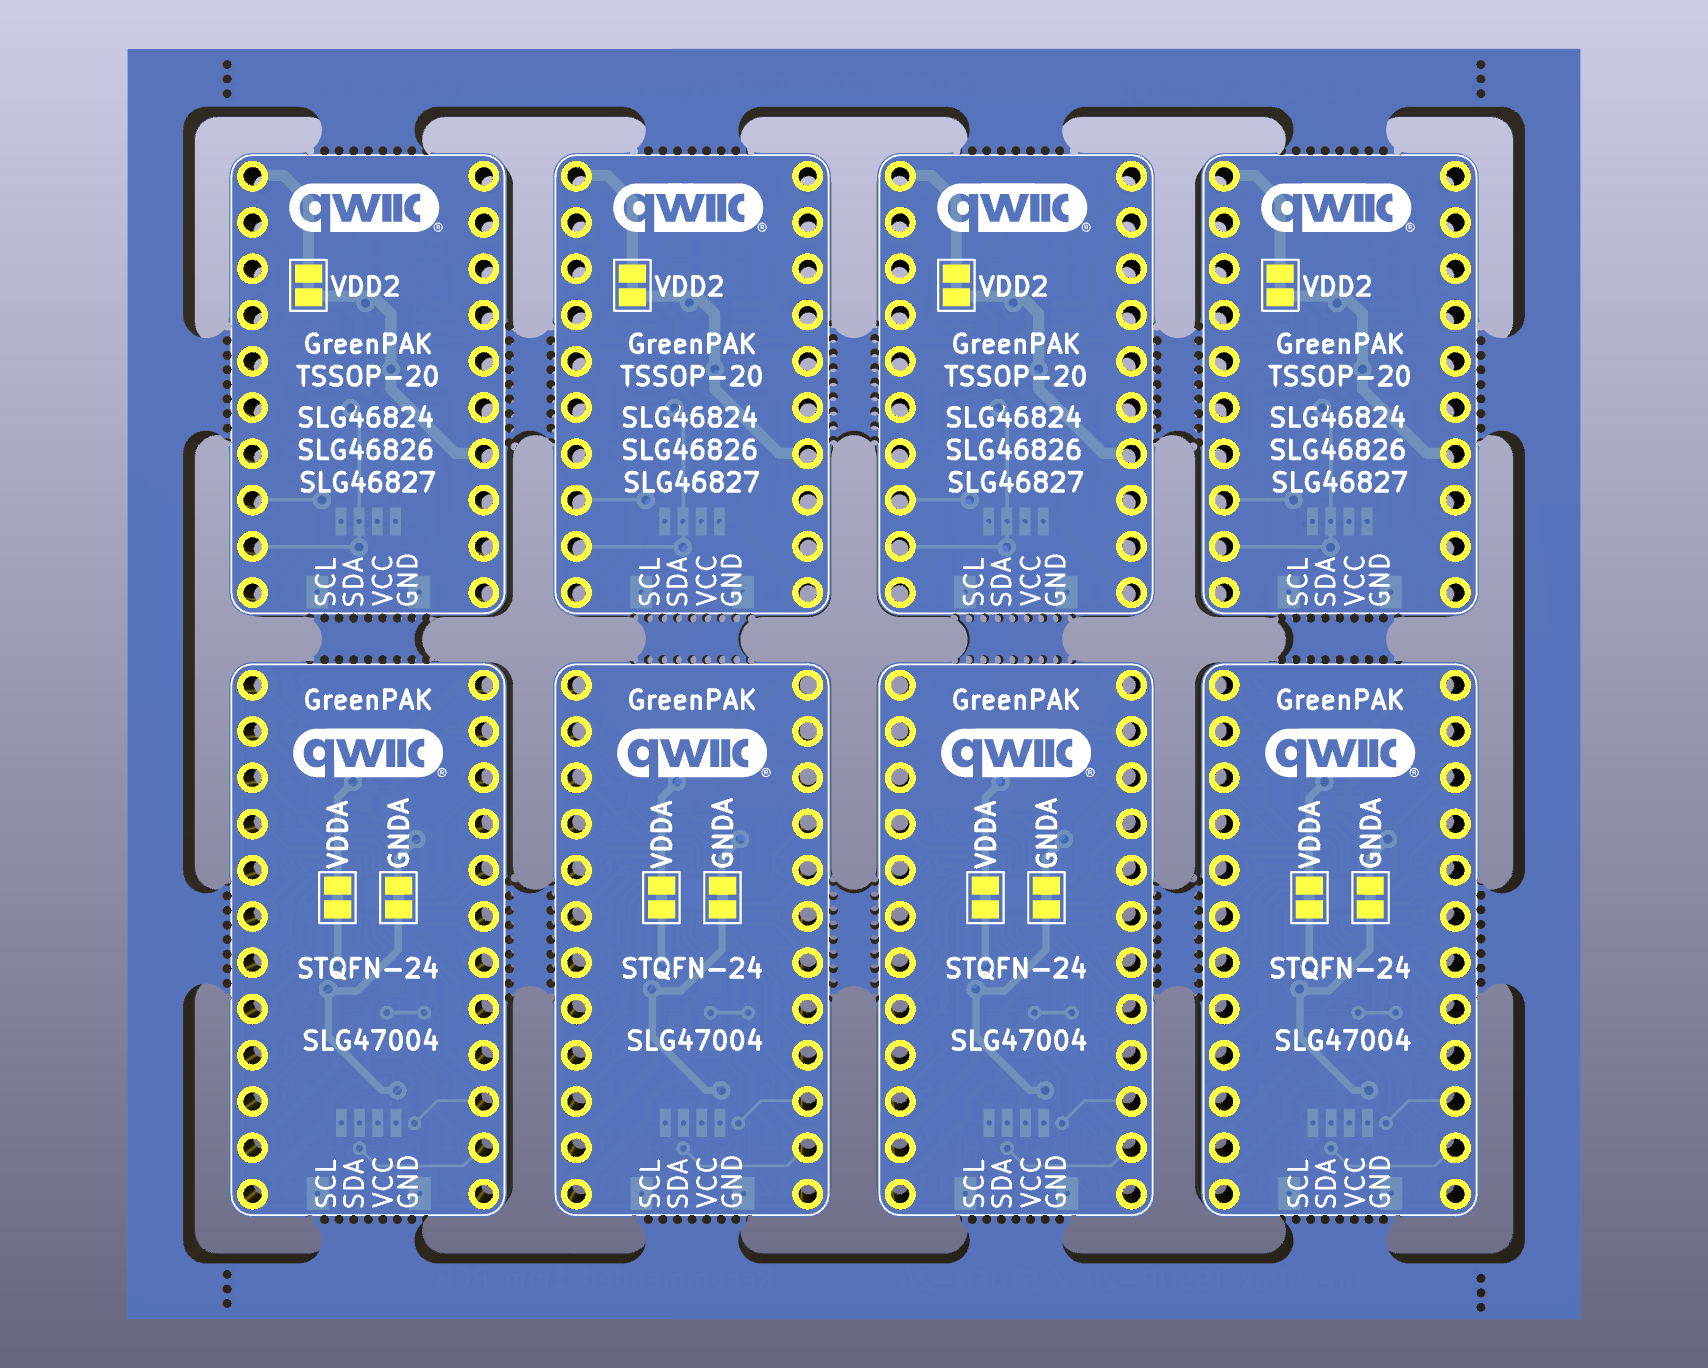 qwiic®
VDD2
GreenPAK
TSSOP-20
SLG46824
SLG46826
SLG46827
SCL
SDA
VCC
GND
qwiic®
VDD2
GreenPAK
TSSOP-20
SLG46824
SLG46826
SLG46827
SCL
SDA
VCC
GND
qwiic®
VDD2
GreenPAK
TSSOP-20
SLG46824
SLG46826
SLG46827
SCL
SDA
VCC
GND
qwiic®
VDD2
GreenPAK
TSSOP-20
SLG46824
SLG46826
SLG46827
SCL
SDA
VCC
GND
GreenPAK
qwiic®
VDDA
GNDA
STQFN-24
SLG47004
SCL
SDA
VCC
GND
GreenPAK
qwiic®
VDDA
GNDA
STQFN-24
SLG47004
SCL
SDA
VCC
GND
GreenPAK
qwiic®
VDDA
GNDA
STQFN-24
SLG47004
SCL
SDA
VCC
GND
GreenPAK
qwiic®
VDDA
GNDA
STQFN-24
SLG47004
SCL
SDA
VCC
GND